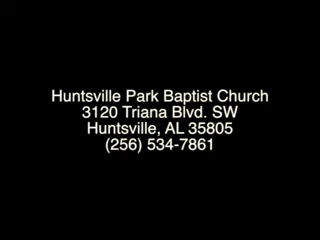 Huntsville Park Baptist Church
3120 Triana Blvd. SW
Huntsville, AL 35805
(256) 534-7861